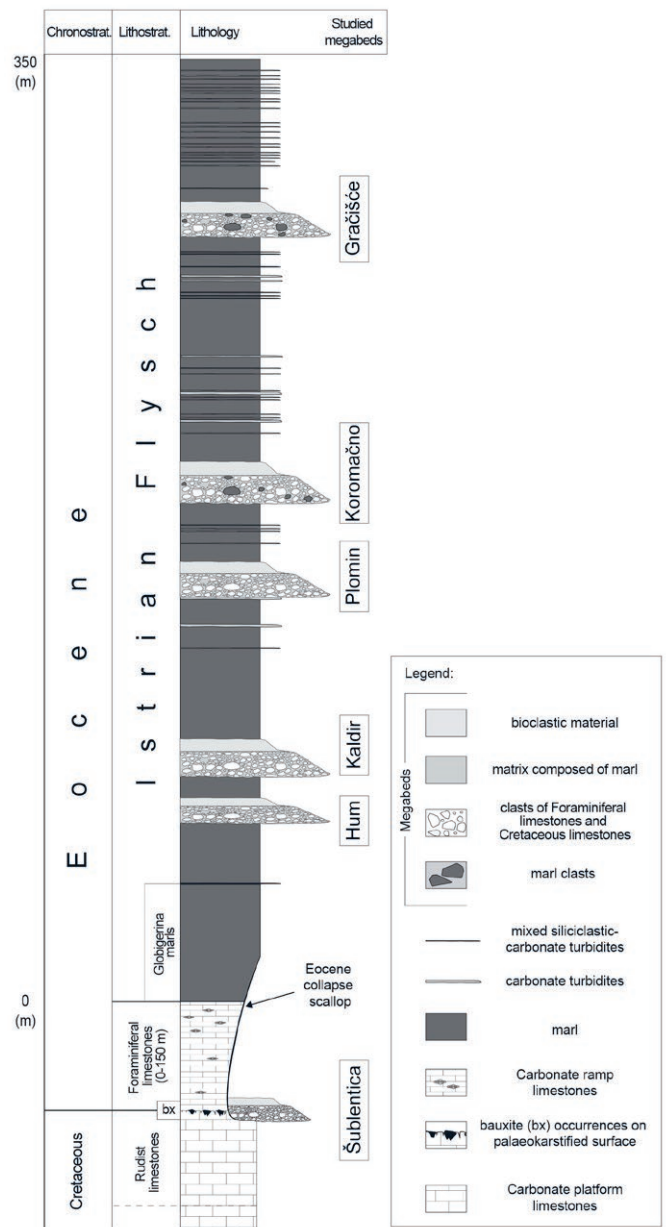 Chronostrat. Lithostrat. Lithology Studied megabeds
350
(m)
Gračišće
Koromačno
Plomin
Kaldir
Hum
Eocene
Istrian Flysch
Globigerina
marls
Eocene
collapse
scallop
0
(m)
Foraminiferal
limestones
(0-150 m)
bx
Šublentica
Cretaceous
Rudist
limestones
Legend:
Megabeds
bioclastic material
matrix composed of marl
clasts of Foraminiferal
limestones and
Cretaceous limestones
marl clasts
mixed siliciclastic-
carbonate turbidites
carbonate turbidites
marl
Carbonate ramp
limestones
bauxite (bx) occurrences on
palaeokarstified surface
Carbonate platform
limestones